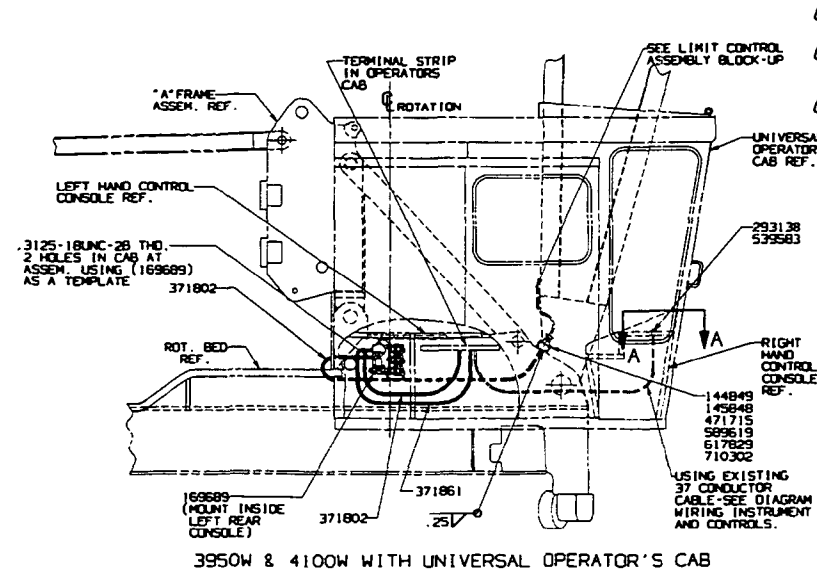 TERMINAL STRIP
IN OPERATORS
CAB
SEE LIMIT CONTROL
ASSEMBLY BLOCK-UP
"A"FRAME
ASSEM. REF.
ROTATION
UNIVERSAL
OPERATOR
CAB REF.
LEFT HAND CONTROL
CONSOLE REF.
293138
539583
.3125-18UNC-2B THD.
2 HOLES IN CAB AT
ASSEM. USING (169689)
AS A TEMPLATE
371802
ROT. BED
REF.
A A
RIGHT
HAND
CONTROL
CONSOLE
REF.
144849
145848
471715
589619
617829
710302
169689
(MOUNT INSIDE
LEFT REAR
CONSOLE)
371802
371861
.25
USING EXISTING
37 CONDUCTOR
CABLE-SEE DIAGRAM
WIRING INSTRUMENT
AND CONTROLS.
3950W & 4100W WITH UNIVERSAL OPERATOR'S CAB